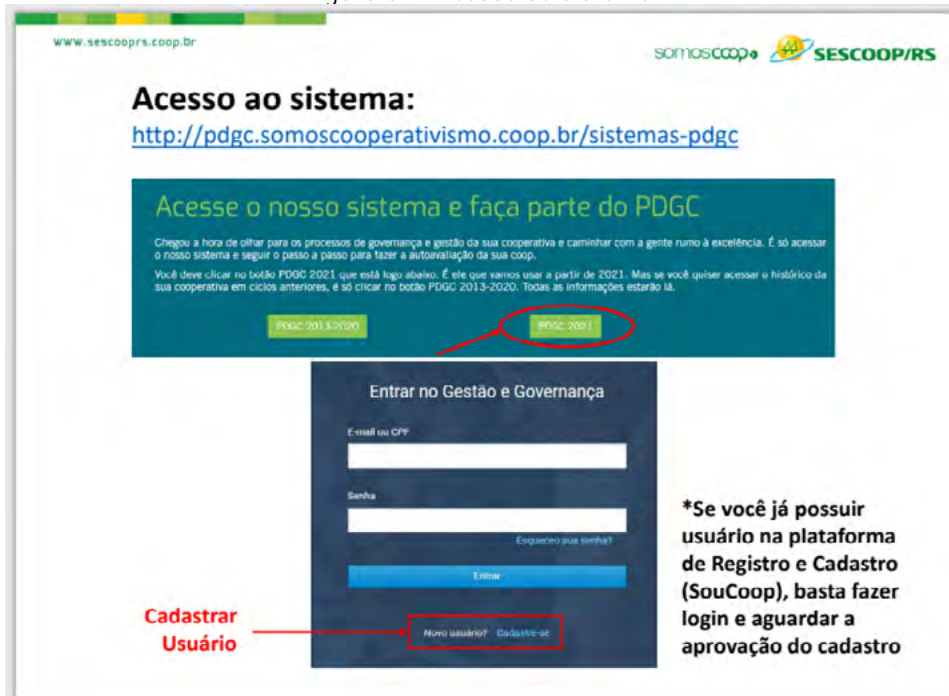 www.sescooprs.coop.br
somoscoop SESCOOP/RS
Acesso ao sistema:
http://pdgc.somoscooperativismo.coop.br/sistemas-pdgc
Acesse o nosso sistema e faça parte do PDGC
Chegou a hora de olhar para os processos de governança e gestão da sua cooperativa e caminhar com a gente rumo à excelência. É só acessar
o nosso sistema e seguir o passo a passo para fazer a autoavaliação da sua coop.
Você deve clicar no botão PDGC 2021 que está logo abaixo. É ele que vamos usar a partir de 2021. Mas se você quiser acessar o histórico da
sua cooperativa em ciclos anteriores, é só clicar no botão PDGC 2013-2020. Todas as informações estarão lá.
PDGC 2013-2020 PDGC 2021
Entrar no Gestão e Governança
E-mail ou CPF
Senha
Esqueceu sua senha?
Entrar
Novo usuário? Cadastre-se
Cadastrar
Usuário
*Se você já possuir
usuário na plataforma
de Registro e Cadastro
(SouCoop), basta fazer
login e aguardar a
aprovação do cadastro